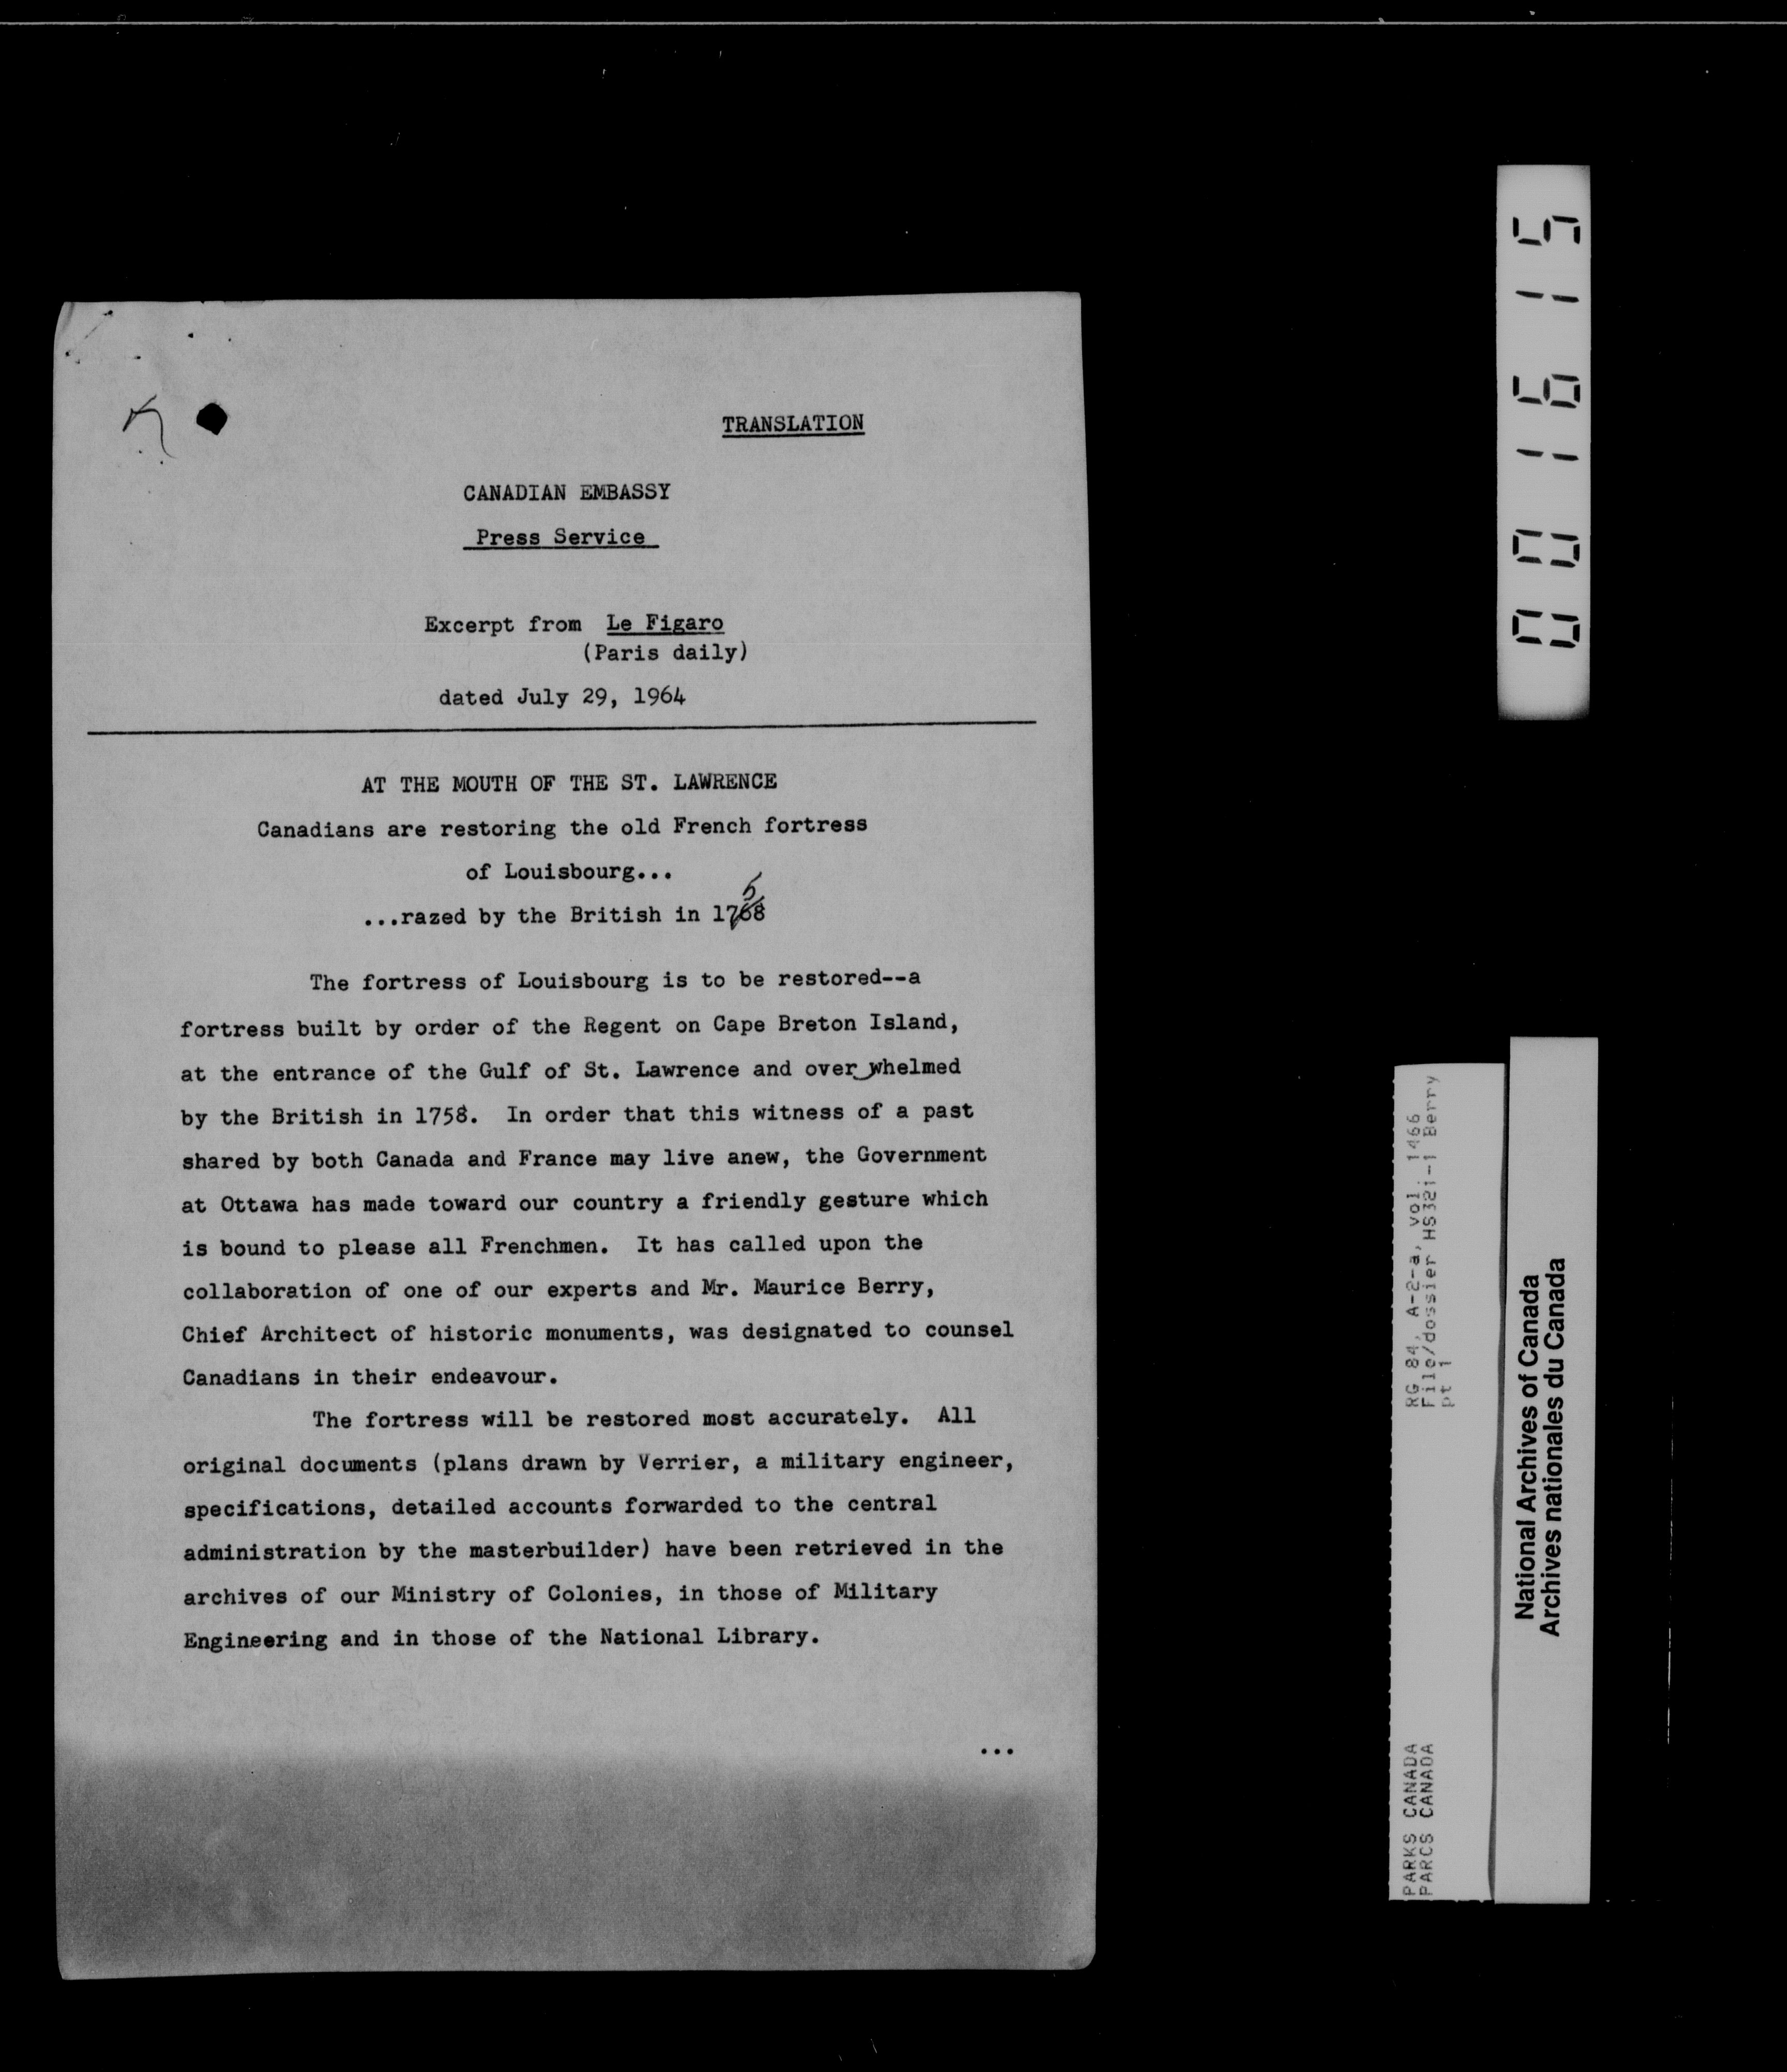 TRANSLATION
CANADIAN EMBASSY
Press Service
Excerpt from Le Figaro
(Paris daily)
dated July 29, 1964
AT THE MOUTH OF THE ST. LAWRENCE
Canadians are restoring the old French fortress
of Louisbourg...
5
...razed by the British in 1768
The fortress of Louisbourg is to be restored--a
fortress built by order of the Regent on Cape Breton Island,
at the entrance of the Gulf of St. Lawrence and over whelmed
by the British in 1758. In order that this witness of a past
shared by both Canada and France may live anew, the Government
at Ottawa has made toward our country a friendly gesture which
is bound to please all Frenchmen. It has called upon the
collaboration of one of our experts and Mr. Maurice Berry,
Chief Architect of historic monuments, was designated to counsel
Canadians in their endeavour.
The fortress will be restored most accurately. All
original documents (plans drawn by Verrier, a military engineer,
specifications, detailed accounts forwarded to the central
administration by the masterbuilder) have been retrieved in the
archives of our Ministry of Colonies, in those of Military
Engineering and in those of the National Library.
...
001615
PARKS CANADA RG 84, A-2-a, vol. 1466
PARCS CANADA File/dossier HS321-1 Berry
pt 1
National Archives of Canada
Archives nationales du Canada